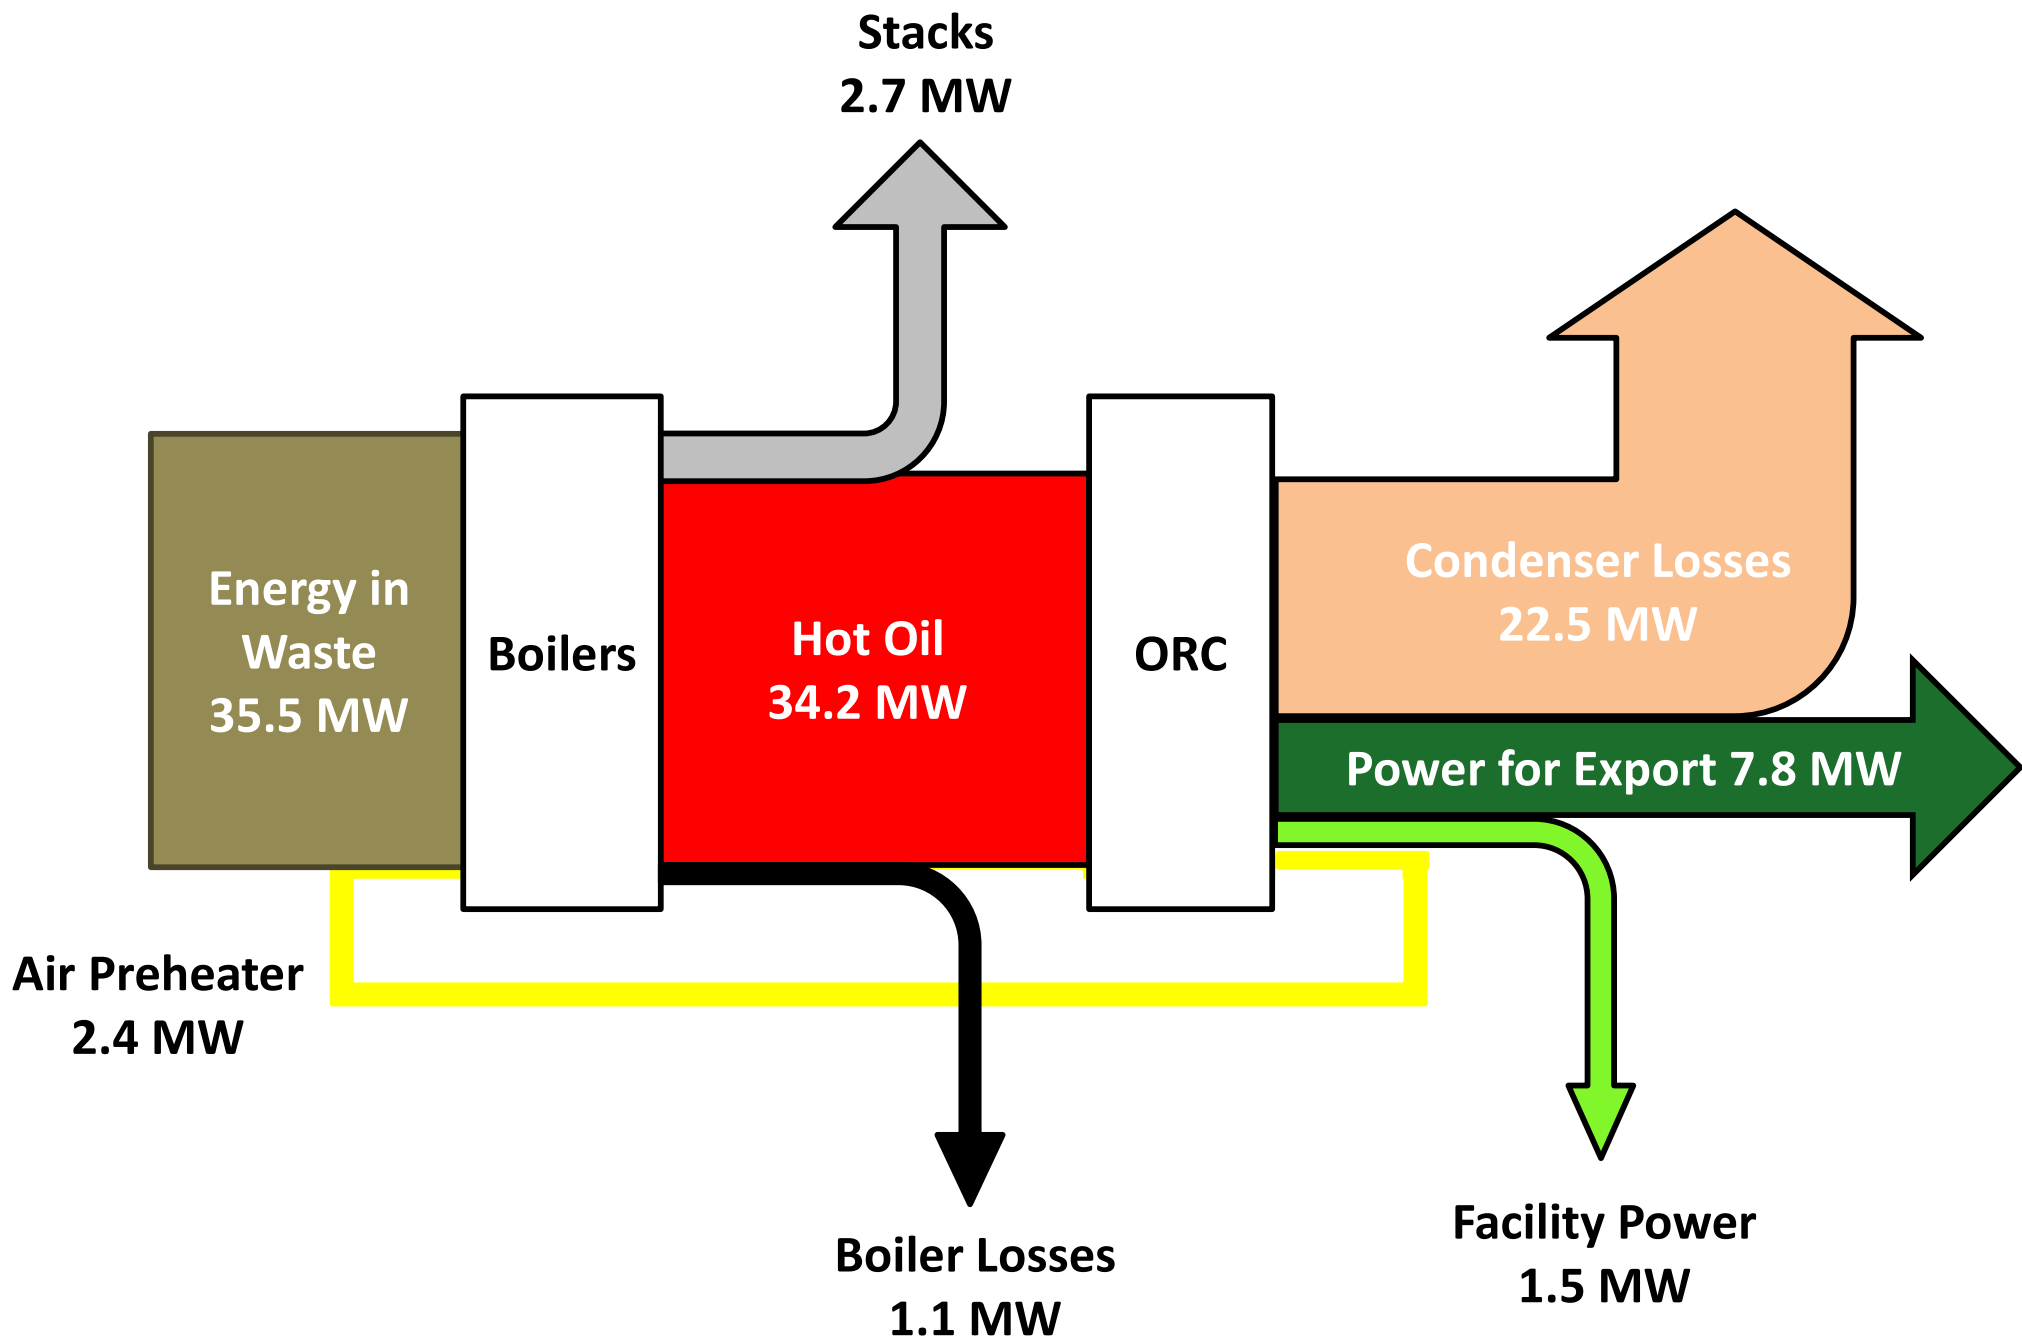 Stacks
2.7 MW
Energy in
Waste
35.5 MW
Boilers
Hot Oil
34.2 MW
ORC
Condenser Losses
22.5 MW
Power for Export 7.8 MW
Air Preheater
2.4 MW
Boiler Losses
1.1 MW
Facility Power
1.5 MW